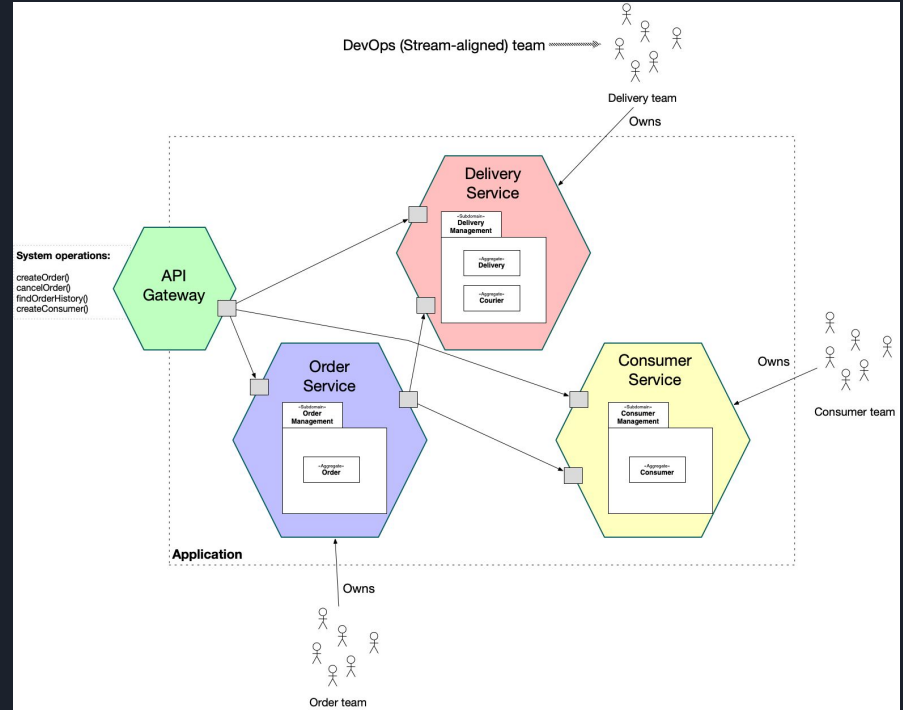 DevOps (Stream-aligned) team
Delivery team
Owns
Delivery
Service
«Subdomain»
Delivery
Management
«Aggregate»
Delivery
«Aggregate»
Courier
System operations:
createOrder()
cancelOrder()
findOrderHistory()
createConsumer()
API
Gateway
Order
Service
«Subdomain»
Order
Management
«Aggregate»
Order
Consumer
Service
«Subdomain»
Consumer
Management
«Aggregate»
Consumer
Owns
Consumer team
Application
Owns
Order team